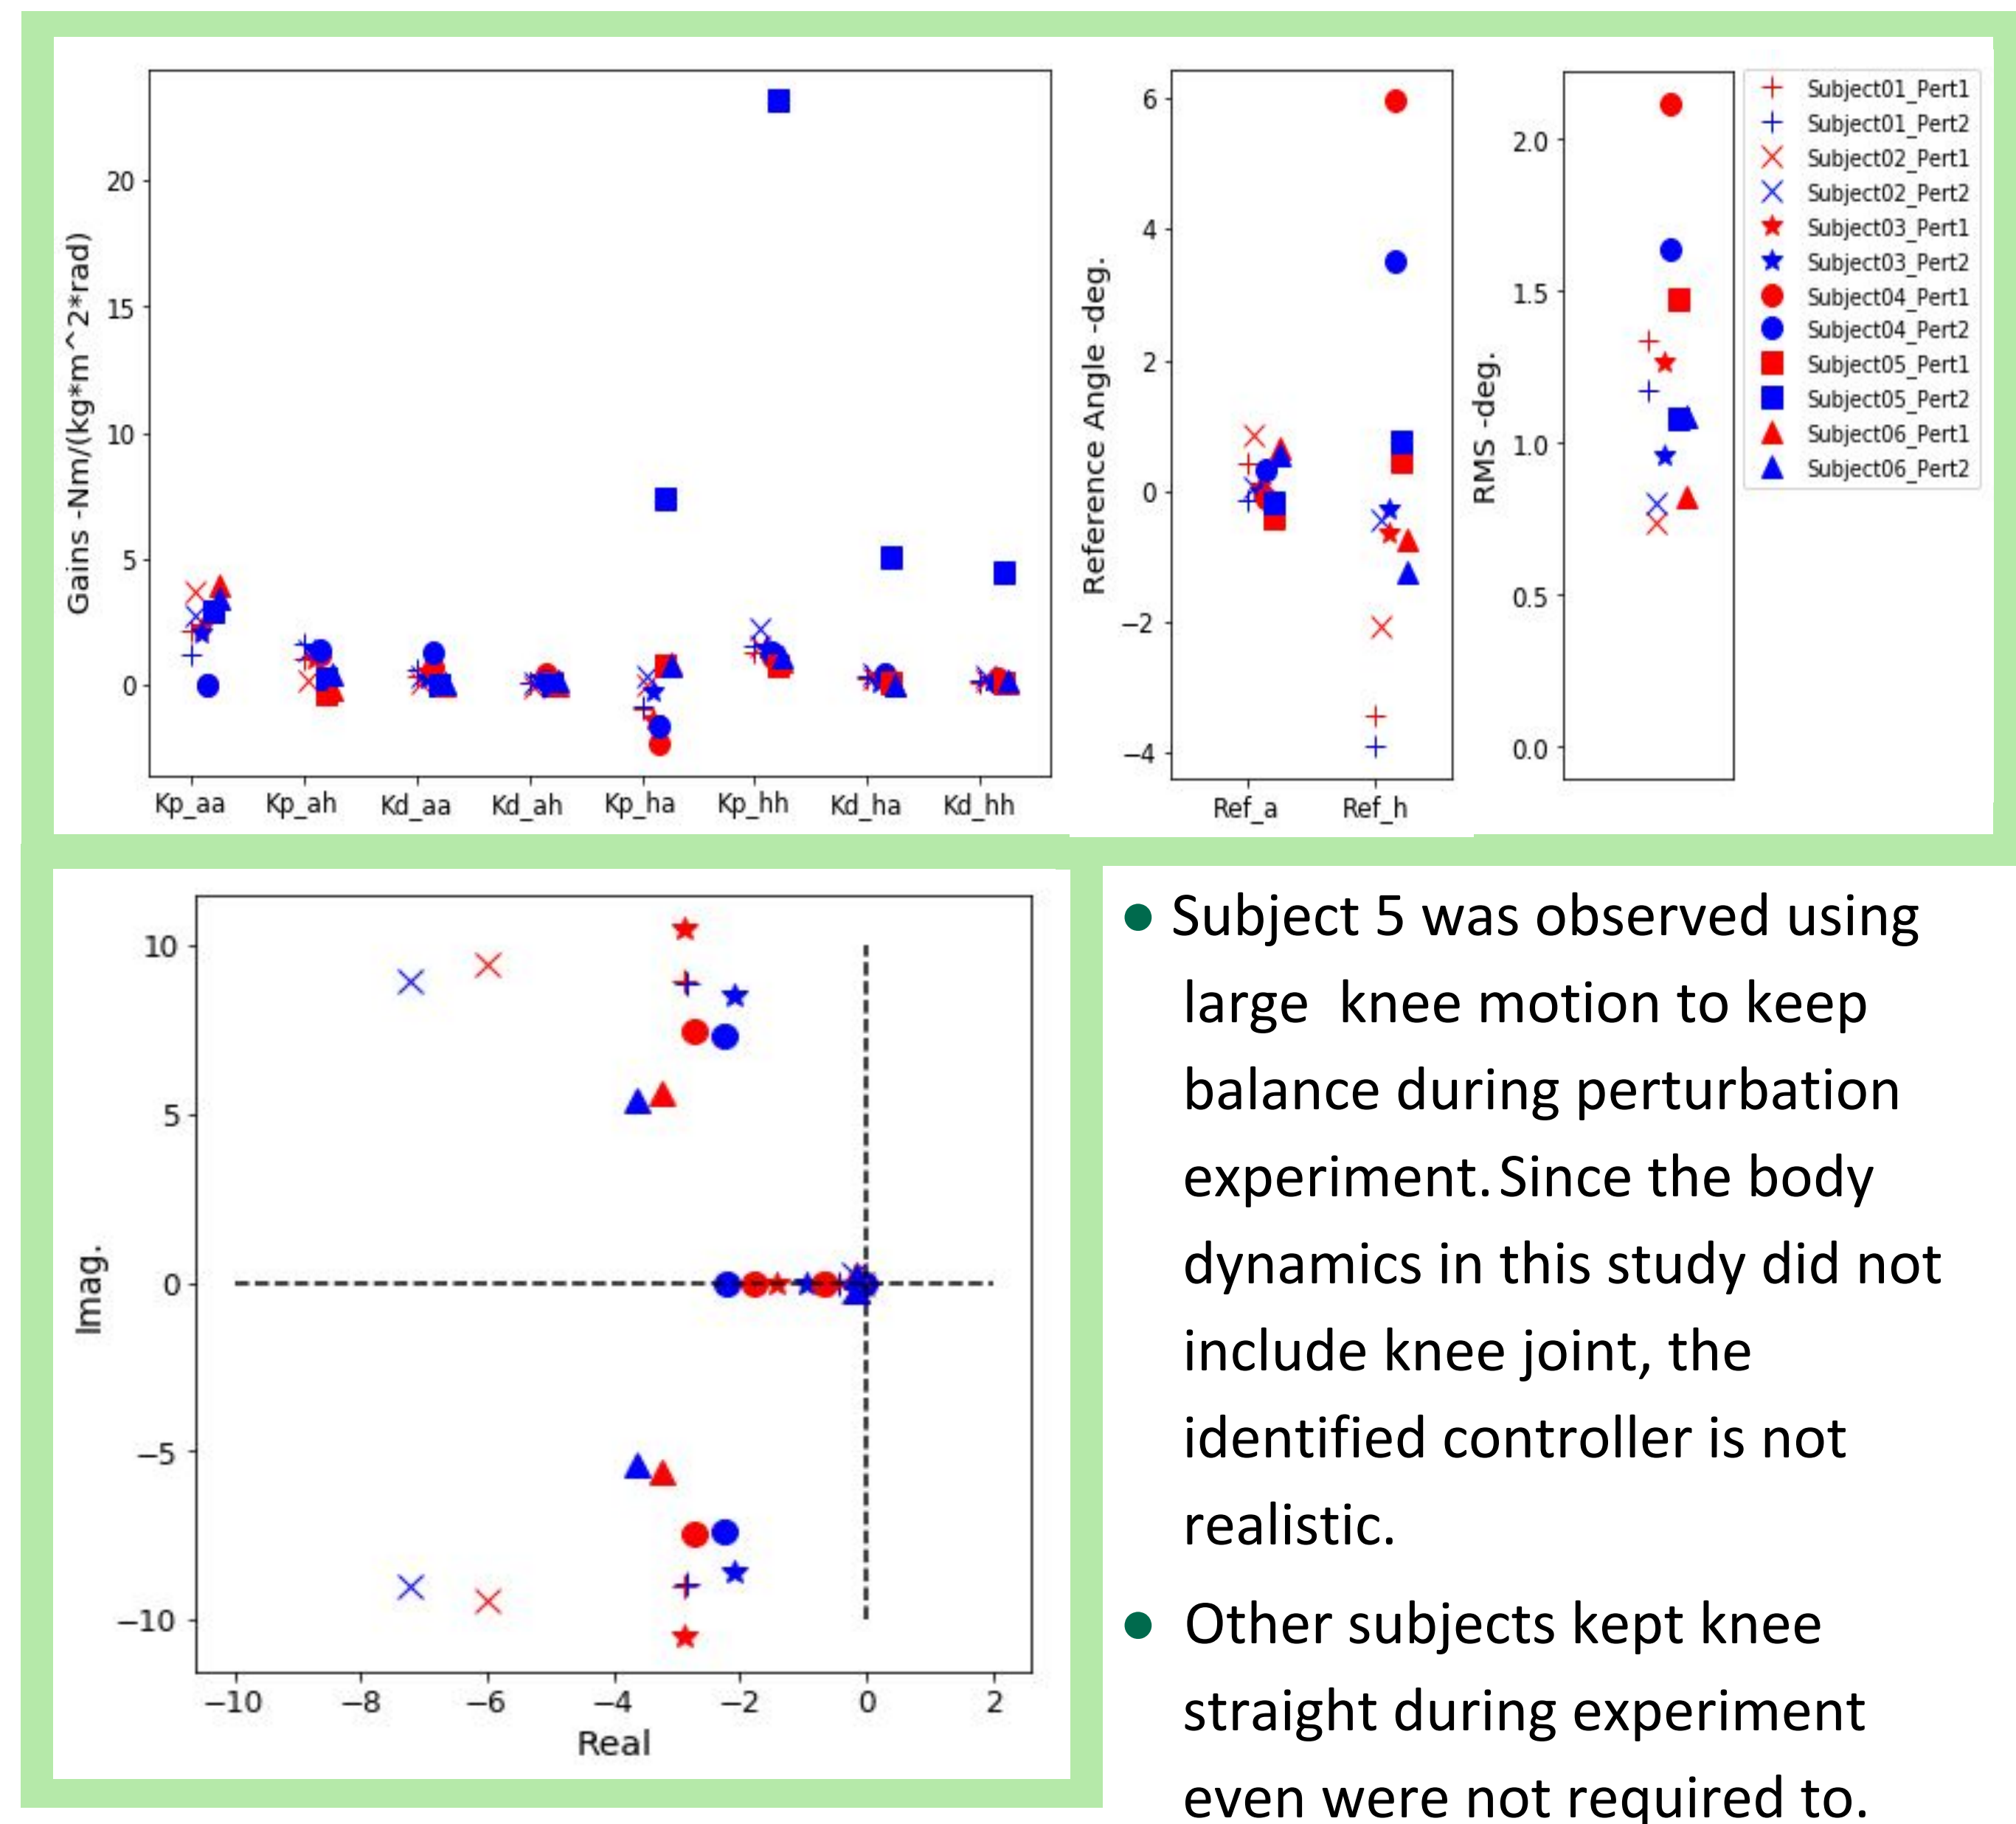 Gains -Nm/(kg*m^2*rad)
20
15
10
5
0
Kp_aa Kp_ah Kd_aa Kd_ah Kp_ha Kp_hh Kd_ha Kd_hh
Reference Angle -deg.
6
4
2
0
−2
−4
Ref_a Ref_h
RMS -deg.
2.0
1.5
1.0
0.5
0.0
Subject01_Pert1
Subject01_Pert2
Subject02_Pert1
Subject02_Pert2
Subject03_Pert1
Subject03_Pert2
Subject04_Pert1
Subject04_Pert2
Subject05_Pert1
Subject05_Pert2
Subject06_Pert1
Subject06_Pert2
Imag.
10
5
0
−5
−10
−10 −8 −6 −4 −2 0 2
Real
● Subject 5 was observed using
large knee motion to keep
balance during perturbation
experiment. Since the body
dynamics in this study did not
include knee joint, the
identified controller is not
realistic.
● Other subjects kept knee
straight during experiment
even were not required to.